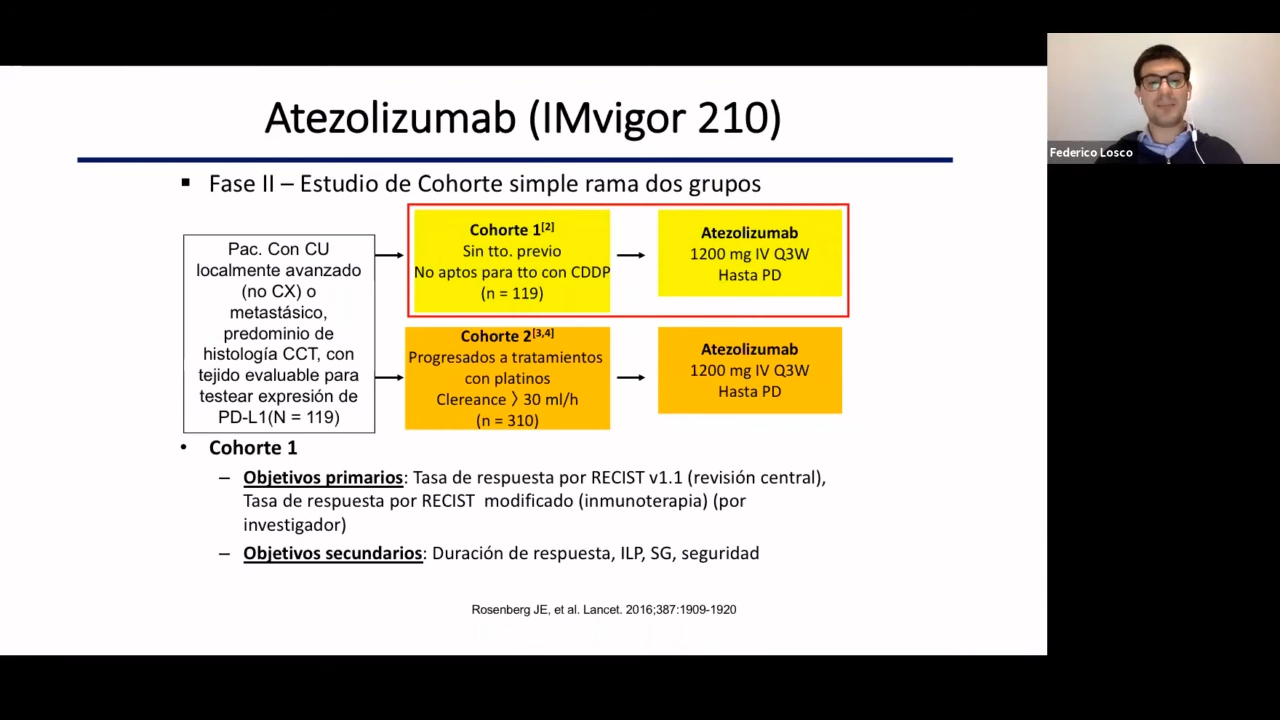 Atezolizumab (IMvigor 210)
Federico Losco
▪ Fase II – Estudio de Cohorte simple rama dos grupos
Pac. Con CU
localmente avanzado
(no CX) o
metastásico,
predominio de
histología CCT, con
tejido evaluable para
testear expresión de
PD-L1(N = 119)
Cohorte 1[2]
Sin tto. previo
No aptos para tto con CDDP
(n = 119)
Atezolizumab
1200 mg IV Q3W
Hasta PD
Cohorte 2[3,4]
Progresados a tratamientos
con platinos
Clereance 〉30 ml/h
(n = 310)
Atezolizumab
1200 mg IV Q3W
Hasta PD
• Cohorte 1
– Objetivos primarios: Tasa de respuesta por RECIST v1.1 (revisión central),
Tasa de respuesta por RECIST modificado (inmunoterapia) (por
investigador)
– Objetivos secundarios: Duración de respuesta, ILP, SG, seguridad
Rosenberg JE, et al. Lancet. 2016;387:1909-1920